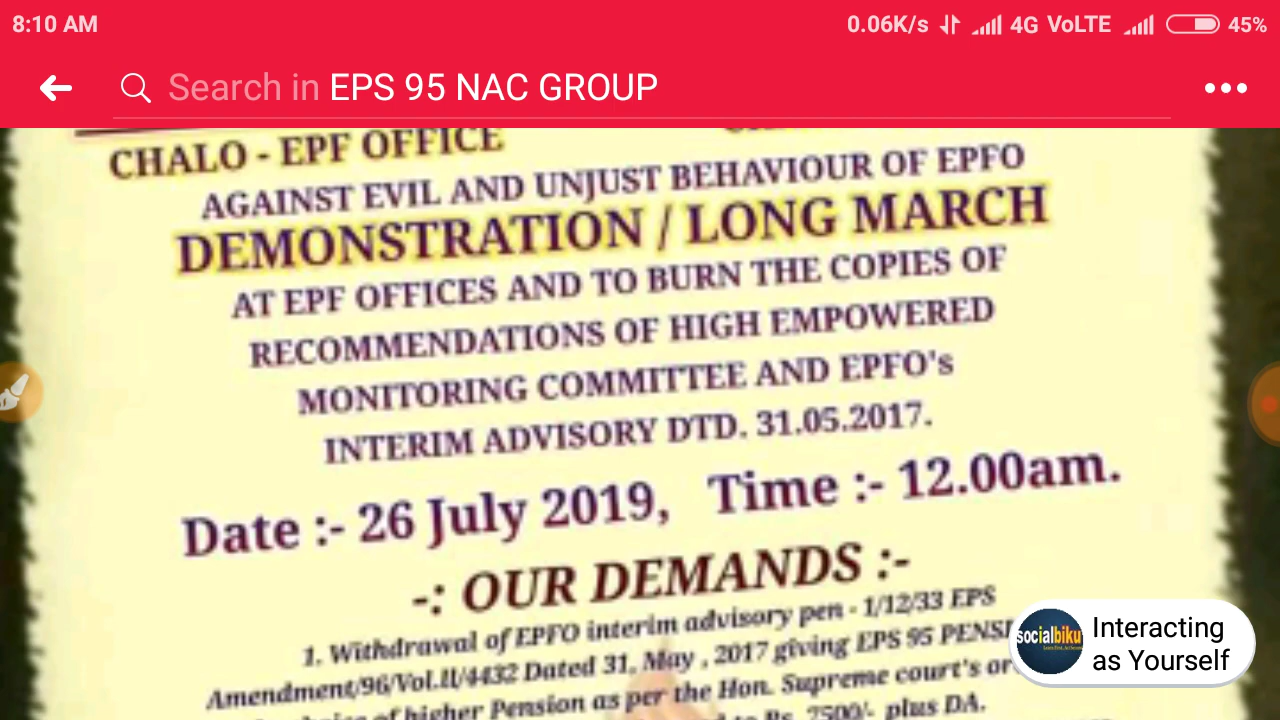 8:10 AM 0.06K/s 4G VoLTE 45%
Search in EPS 95 NAC GROUP
CHALO - EPF OFFICE
AGAINST EVIL AND UNJUST BEHAVIOUR OF EPFO
DEMONSTRATION / LONG MARCH
AT EPF OFFICES AND TO BURN THE COPIES OF
RECOMMENDATIONS OF HIGH EMPOWERED
MONITORING COMMITTEE AND EPFO's
INTERIM ADVISORY DTD. 31.05.2017.
Date :- 26 July 2019, Time :- 12.00am.
-: OUR DEMANDS :-
1. Withdrawal of EPFO interim advisory pen - 1/12/33 EPS
Amendment/96/Vol.II/4432 Dated 31, May , 2017 giving EPS 95
of higher Pension as per the Hon. Supreme court's
Rs. 7500/- plus DA.
socialbiku
Interacting
as Yourself